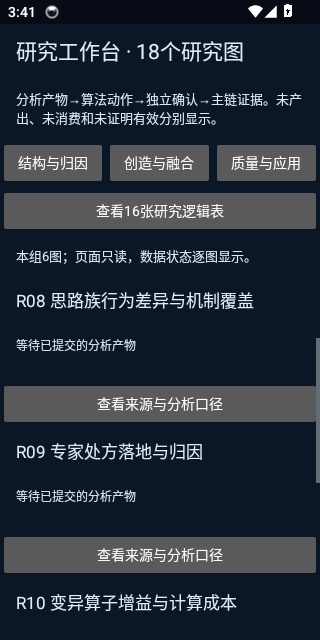 3:41
研究工作台 · 18个研究图
分析产物→算法动作→独立确认→主链证据。未产
出、未消费和未证明有效分别显示。
结构与归因 创造与融合 质量与应用
查看16张研究逻辑表
本组6图；页面只读，数据状态逐图显示。
R08 思路族行为差异与机制覆盖
等待已提交的分析产物
查看来源与分析口径
R09 专家处方落地与归因
等待已提交的分析产物
查看来源与分析口径
R10 变异算子增益与计算成本